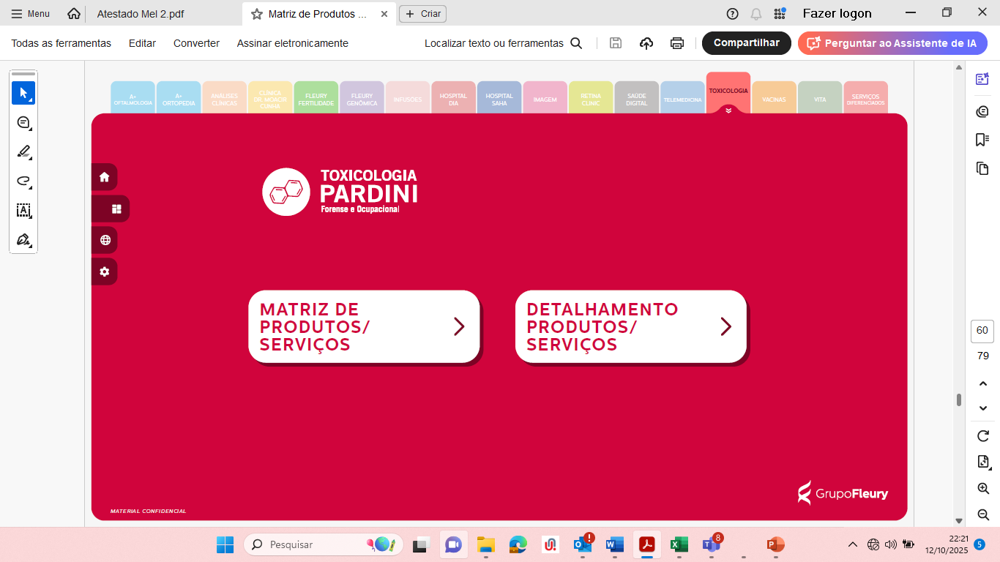 Menu
Atestado Mel 2.pdf
Matriz de Produtos ...
Criar
Fazer logon
Todas as ferramentas
Editar
Converter
Assinar eletronicamente
Localizar texto ou ferramentas
Compartilhar
Perguntar ao Assistente de IA
A+
OFTALMOLOGIA
A+
ORTOPEDIA
ANÁLISES
CLÍNICAS
CLÍNICA
DR. MOACIR
CUNHA
FLEURY
FERTILIDADE
FLEURY
GENÔMICA
INFUSÕES
HOSPITAL
DIA
HOSPITAL
SAHA
IMAGEM
RETINA
CLINIC
SAÚDE
DIGITAL
TELEMEDICINA
TOXICOLOGIA
VACINAS
VITA
SERVIÇOS
DIFERENCIADOS
TOXICOLOGIA
PARDINI
Forense e Ocupacional
MATRIZ DE
PRODUTOS/
SERVIÇOS
DETALHAMENTO
PRODUTOS/
SERVIÇOS
60
79
MATERIAL CONFIDENCIAL
GrupoFleury
Pesquisar
8
22:21
12/10/2025
5